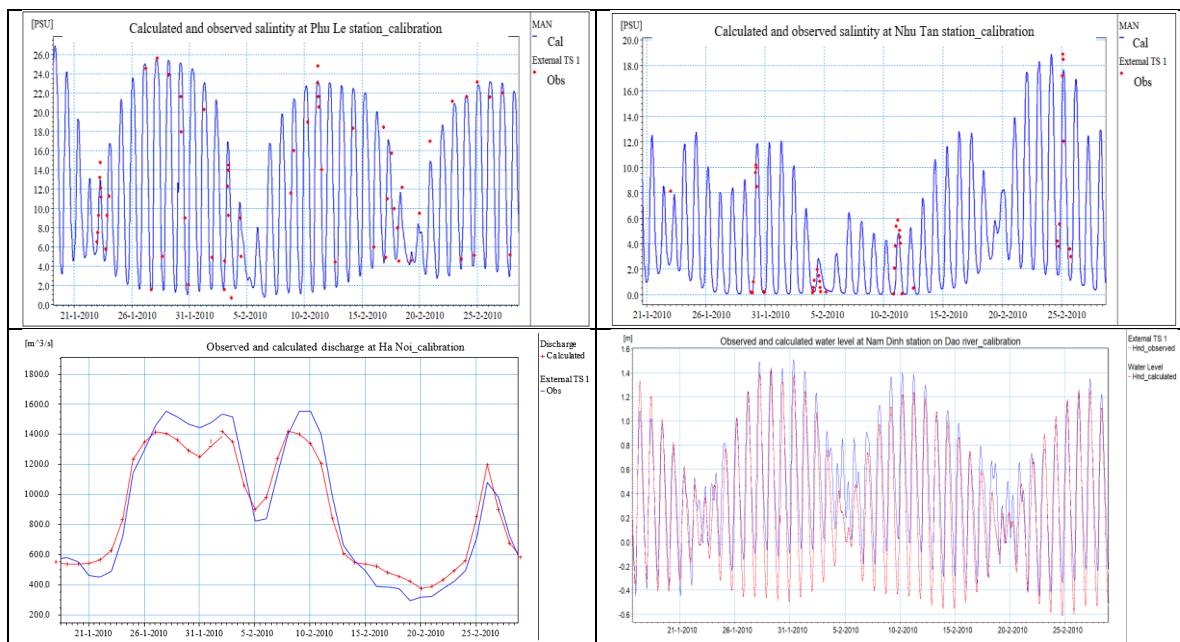 [PSU]
Calculated and observed salinity at Phu Le station_calibration
MAN
Cal
External TS 1
Obs
26.0
24.0
22.0
20.0
18.0
16.0
14.0
12.0
10.0
8.0
6.0
4.0
2.0
0.0
21-1-2010 26-1-2010 31-1-2010 5-2-2010 10-2-2010 15-2-2010 20-2-2010 25-2-2010
[PSU]
Calculated and observed salinity at Nhu Tan station_calibration
MAN
Cal
External TS 1
Obs
20.0
18.0
16.0
14.0
12.0
10.0
8.0
6.0
4.0
2.0
0.0
21-1-2010 26-1-2010 31-1-2010 5-2-2010 10-2-2010 15-2-2010 20-2-2010 25-2-2010
[m^3/s]
Observed and calculated discharge at Ha Noi_calibration
Discharge
Calculated
External TS 1
Obs
1800.0
1600.0
1400.0
1200.0
1000.0
800.0
600.0
400.0
200.0
21-1-2010 26-1-2010 31-1-2010 5-2-2010 10-2-2010 15-2-2010 20-2-2010 25-2-2010
[m]
Observed and calculated water level at Nam Dinh station on Dao river_calibration
External TS 1
Hnd_observed
Water Level
Hnd_calculated
1.6
1.4
1.2
1.0
0.8
0.6
0.4
0.2
0.0
-0.2
-0.4
-0.6
21-1-2010 26-1-2010 31-1-2010 5-2-2010 10-2-2010 15-2-2010 20-2-2010 25-2-2010